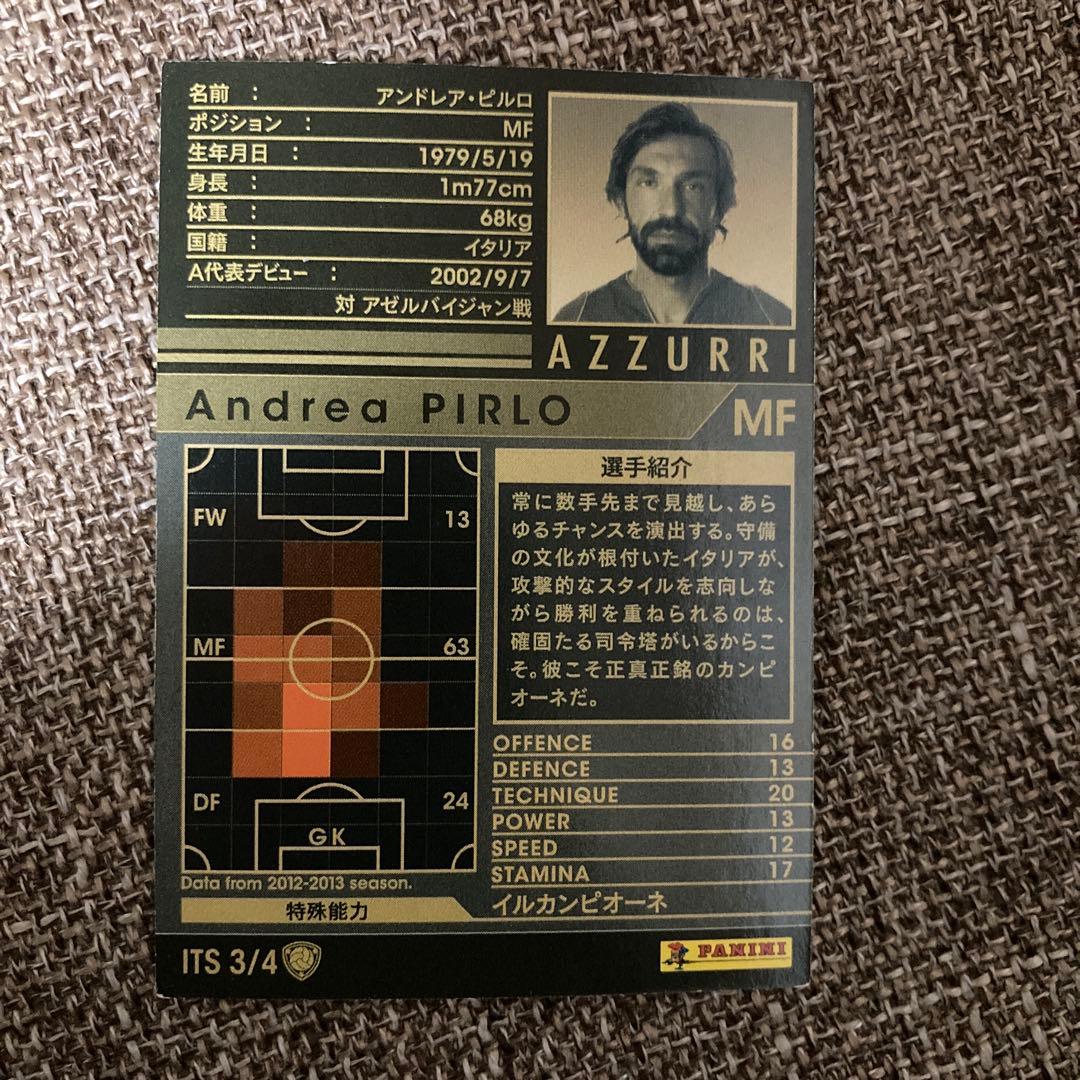 名前 : アンドレア・ピルロ
ポジション : MF
生年月日 : 1979/5/19
身長 : 1m77cm
体重 : 68kg
国籍 : イタリア
A代表デビュー : 2002/9/7
対 アゼルバイジャン戦
AZZURRI
Andrea PIRLO
MF
FW 13
MF 63
DF 24
GK
Data from 2012-2013 season.
選手紹介
常に数手先まで見越し、あら
ゆるチャンスを演出する。守備
の文化が根付いたイタリアが、
攻撃的なスタイルを志向しな
がら勝利を重ねられるのは、
確固たる司令塔がいるからこ
そ。彼こそ正真正銘のカンピ
オーネだ。
OFFENCE 16
DEFENCE 13
TECHNIQUE 20
POWER 13
SPEED 12
STAMINA 17
特殊能力 イルカンピオーネ
ITS 3/4
PANINI